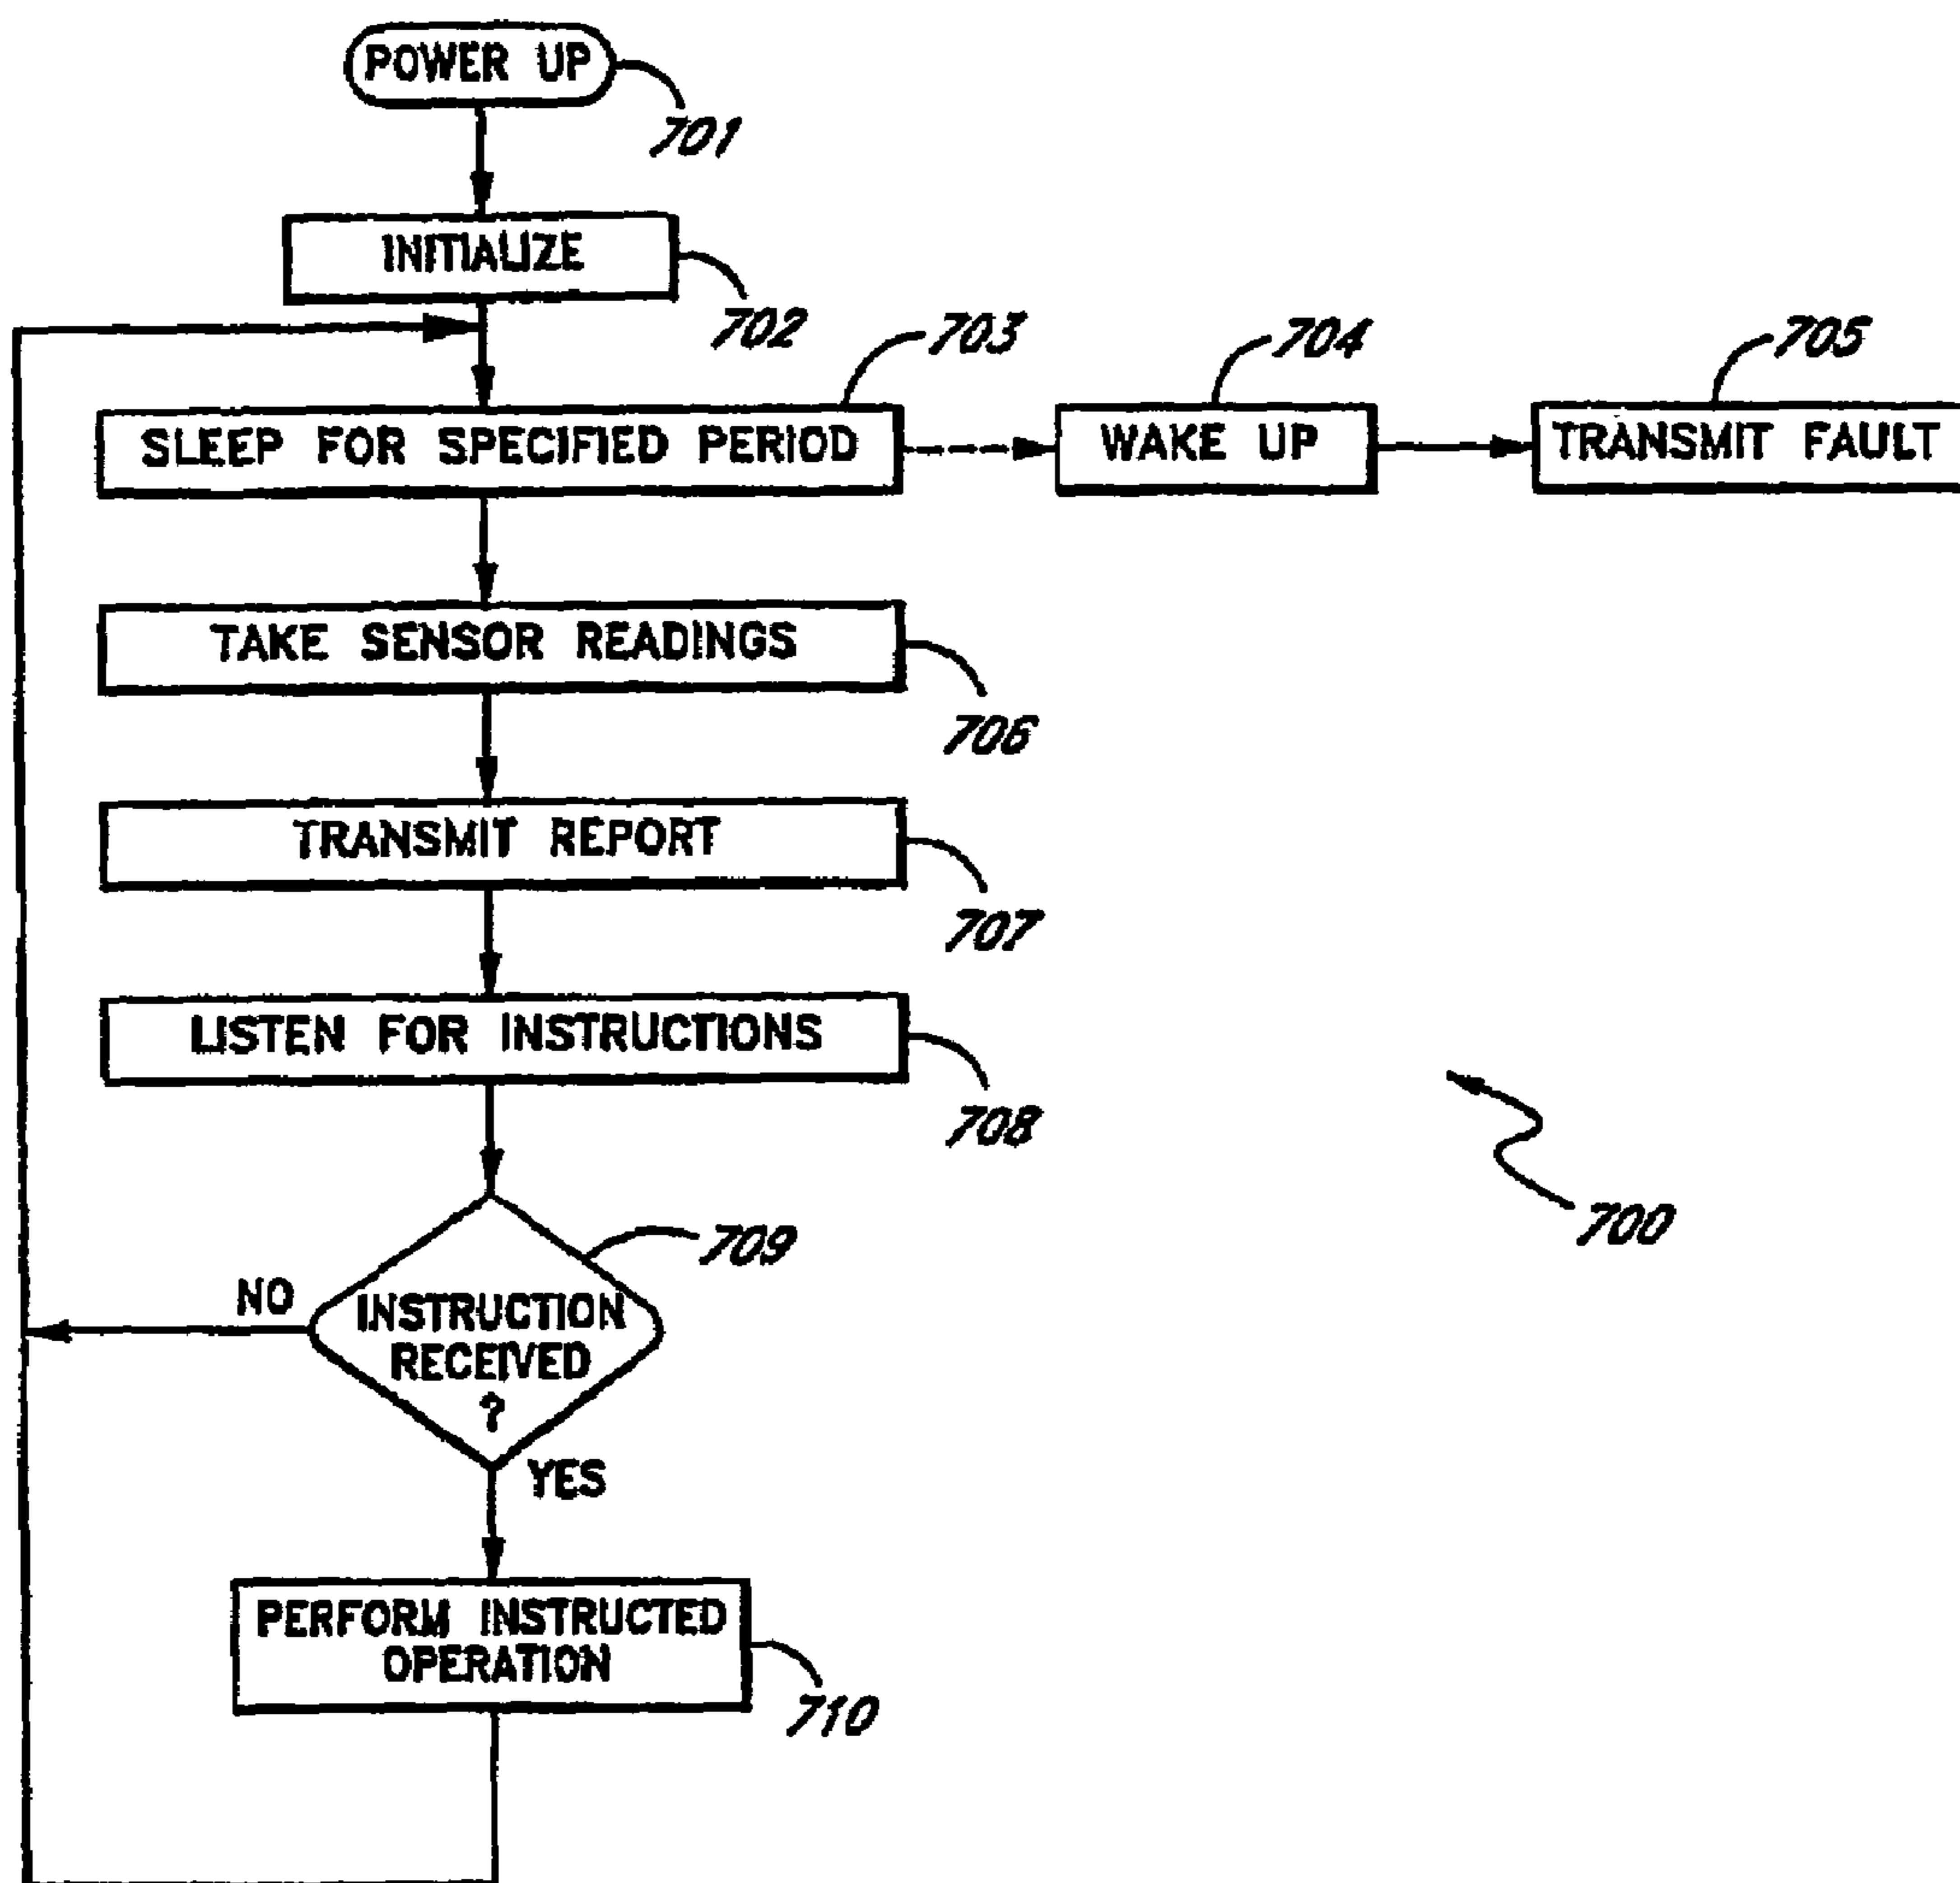 POWER UP
701
INITIALIZE
702
703
704
705
SLEEP FOR SPECIFIED PERIOD
WAKE UP
TRANSMIT FAULT
TAKE SENSOR READINGS
706
TRANSMIT REPORT
707
LISTEN FOR INSTRUCTIONS
708
700
709
NO
INSTRUCTION
RECEIVED
?
YES
PERFORM INSTRUCTED
OPERATION
710